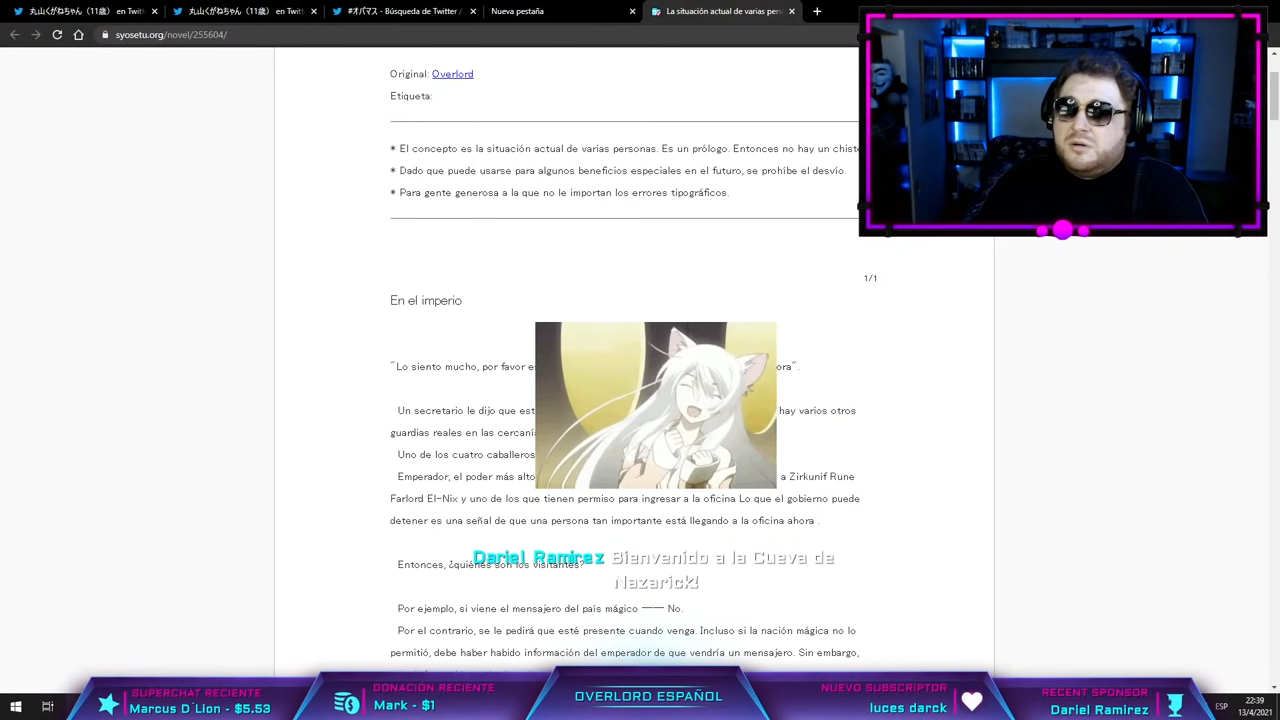 丸山くがねちゃん（11歳）en Twitt
丸山くがねちゃん（11歳）en Twitt
#オバマス - Búsqueda de Twitter /
Nueva pestaña
La situación actual de varias pers
syosetu.org/novel/255604/
Original: Overlord
Etiqueta:
* El concepto es la situación actual de varias personas. Es un prólogo. Entonces no hay un chiste
* Dado que puede usarse para algunos beneficios especiales en el futuro, se prohíbe el desvío.
* Para gente generosa a la que no le importan los errores tipográficos.
1/1
En el imperio
"Lo siento mucho, por favor es ora".
Un secretario le dijo que est hay varios otros
guardias reales en las cercaní
Uno de los cuatro caballeros
Emperador, el poder más alto a Zirkunif Rune
Farlord El-Nix y uno de los que tienen permiso para ingresar a la oficina Lo que el gobierno puede
detener es una señal de que una persona tan importante está llegando a la oficina ahora .
Dariel Ramirez Bienvenido a la Cueva de
Nazarick!
Entonces, ¿quiénes son los visitantes?
Por ejemplo, si viene el mensajero del país mágico —— No.
Por el contrario, se le pedirá que esté presente cuando venga. Incluso si la nación mágica no lo
permitió, debe haber habido información del emperador de que vendría un mensajero. Sin embargo,
SUPERCHAT RECIENTE
Marcus D´Lion - $5.53
DONACION RECIENTE
Mark - $1
OVERLORD ESPAÑOL
NUEVO SUBSCRIPTOR
luces darck
RECENT SPONSOR
Dariel Ramírez
ESP
22:39
13/4/2021